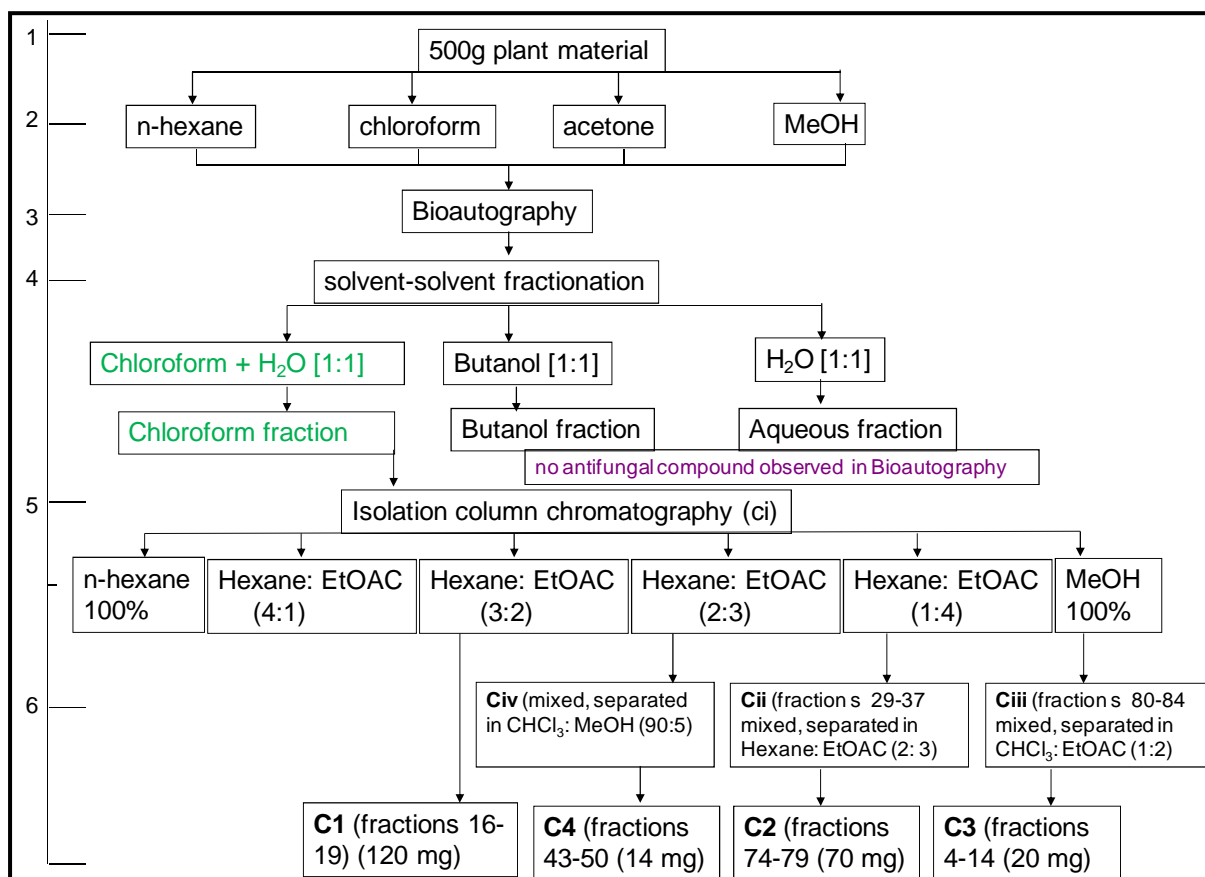 1
500g plant material
2
n-hexane
chloroform
acetone
MeOH
Bioautography
3
4
solvent-solvent fractionation
Chloroform + H₂O [1:1]
Butanol [1:1]
H₂O [1:1]
Chloroform fraction
Butanol fraction
Aqueous fraction
no antifungal compound observed in Bioautography
5
Isolation column chromatography (ci)
n-hexane
100%
Hexane: EtOAC
(4:1)
Hexane: EtOAC
(3:2)
Hexane: EtOAC
(2:3)
Hexane: EtOAC
(1:4)
MeOH
100%
6
Civ (mixed, separated
in CHCl₃: MeOH (90:5)
Cii (fractions 29-37
mixed, separated in
Hexane: EtOAC (2: 3)
Ciii (fractions 80-84
mixed, separated in
CHCl₃: EtOAC (1:2)
C1 (fractions 16-
19) (120 mg)
C4 (fractions
43-50 (14 mg)
C2 (fractions
74-79 (70 mg)
C3 (fractions
4-14 (20 mg)